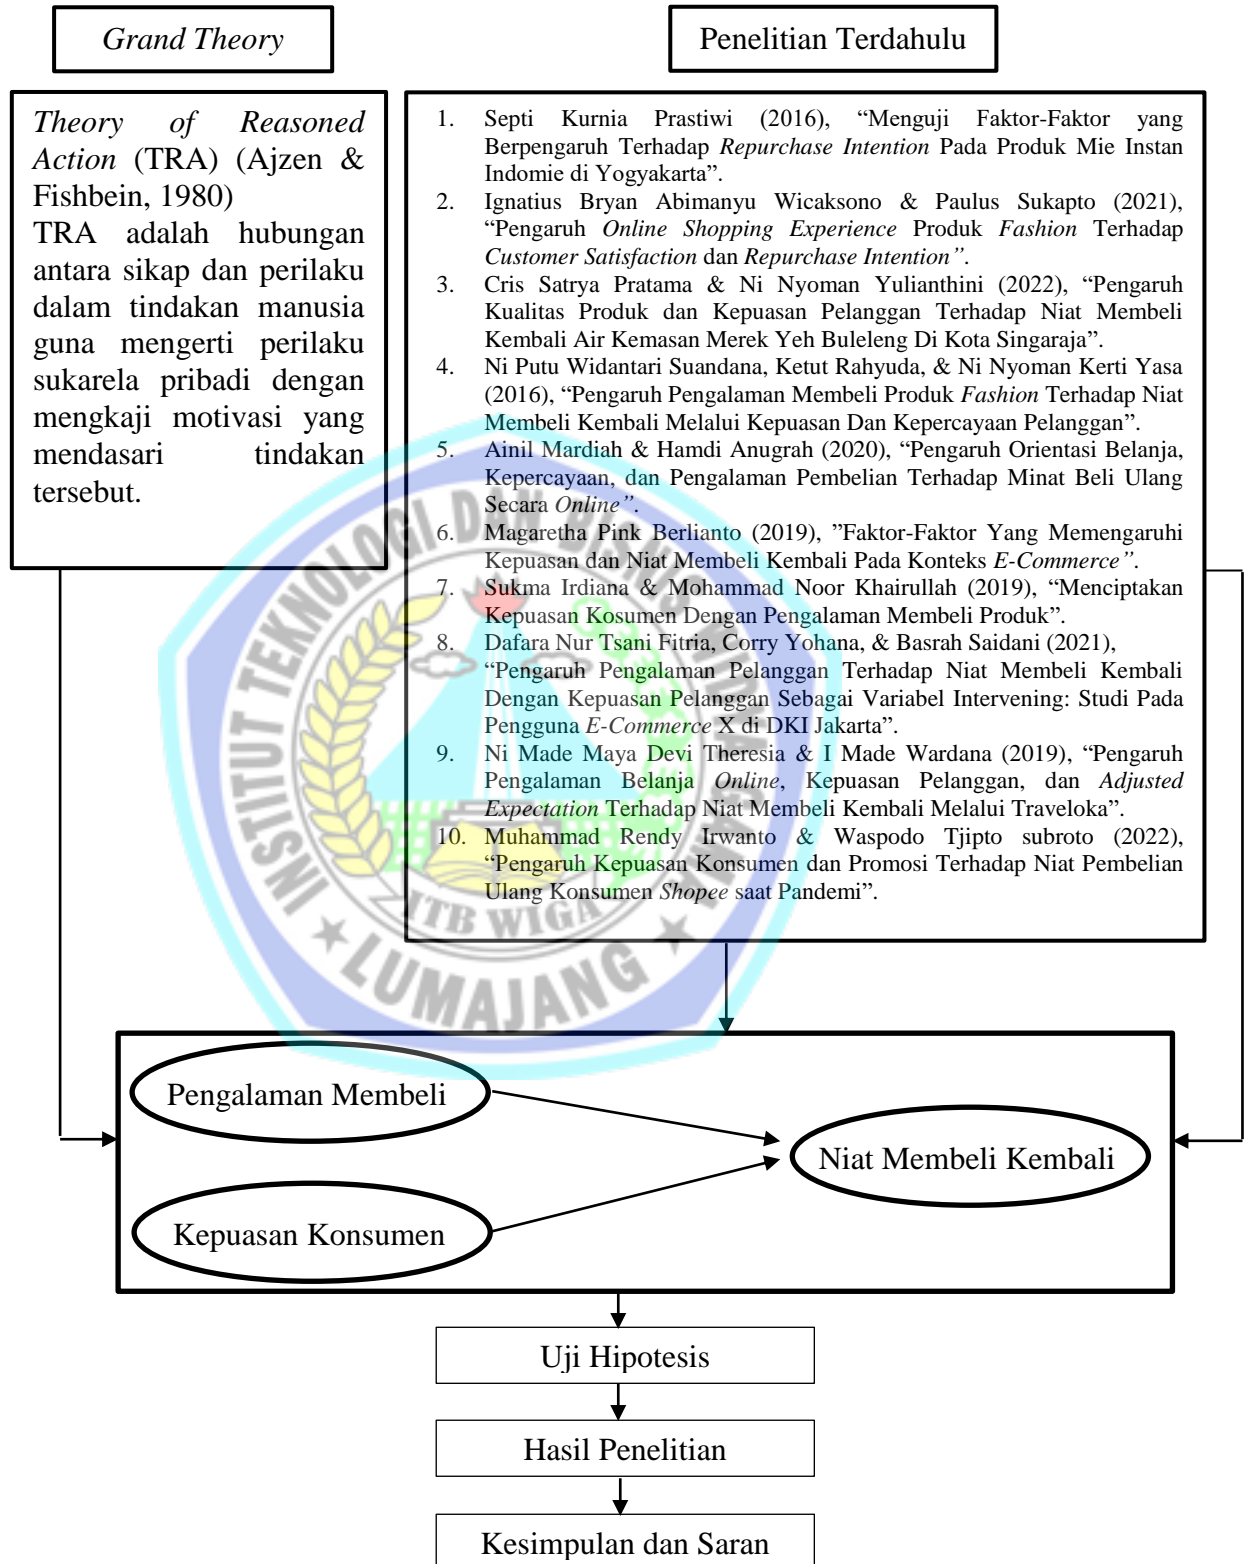 Grand Theory
Penelitian Terdahulu
Theory of Reasoned
Action (TRA) (Ajzen &
Fishbein, 1980)
TRA adalah hubungan
antara sikap dan perilaku
dalam tindakan manusia
guna mengerti perilaku
sukarela pribadi dengan
mengkaji motivasi yang
mendasari tindakan
tersebut.
1. Septi Kurnia Prastiwi (2016), “Menguji Faktor-Faktor yang
Berpengaruh Terhadap Repurchase Intention Pada Produk Mie Instan
Indomie di Yogyakarta”.
2. Ignatius Bryan Abimanyu Wicaksono & Paulus Sukapto (2021),
“Pengaruh Online Shopping Experience Produk Fashion Terhadap
Customer Satisfaction dan Repurchase Intention”.
3. Cris Satrya Pratama & Ni Nyoman Yulianthini (2022), “Pengaruh
Kualitas Produk dan Kepuasan Pelanggan Terhadap Niat Membeli
Kembali Air Kemasan Merek Yeh Buleleng Di Kota Singaraja”.
4. Ni Putu Widantari Suandana, Ketut Rahyuda, & Ni Nyoman Kerti Yasa
(2016), “Pengaruh Pengalaman Membeli Produk Fashion Terhadap Niat
Membeli Kembali Melalui Kepuasan Dan Kepercayaan Pelanggan”.
5. Ainil Mardiah & Hamdi Anugrah (2020), “Pengaruh Orientasi Belanja,
Kepercayaan, dan Pengalaman Pembelian Terhadap Minat Beli Ulang
Secara Online”.
6. Magaretha Pink Berlianto (2019), ”Faktor-Faktor Yang Memengaruhi
Kepuasan dan Niat Membeli Kembali Pada Konteks E-Commerce”.
7. Sukma Irdiana & Mohammad Noor Khairullah (2019), “Menciptakan
Kepuasan Kosumen Dengan Pengalaman Membeli Produk”.
8. Dafara Nur Tsani Fitria, Corry Yohana, & Basrah Saidani (2021),
“Pengaruh Pengalaman Pelanggan Terhadap Niat Membeli Kembali
Dengan Kepuasan Pelanggan Sebagai Variabel Intervening: Studi Pada
Pengguna E-Commerce X di DKI Jakarta”.
9. Ni Made Maya Devi Theresia & I Made Wardana (2019), “Pengaruh
Pengalaman Belanja Online, Kepuasan Pelanggan, dan Adjusted
Expectation Terhadap Niat Membeli Kembali Melalui Traveloka”.
10. Muhammad Rendy Irwanto & Waspodo Tjipto subroto (2022),
“Pengaruh Kepuasan Konsumen dan Promosi Terhadap Niat Pembelian
Ulang Konsumen Shopee saat Pandemi”.
INSTITUT TEKNOLOGI DAN BISNIS WIDYA GAMA
ITB WIGA
LUMAJANG
Pengalaman Membeli
Niat Membeli Kembali
Kepuasan Konsumen
Uji Hipotesis
Hasil Penelitian
Kesimpulan dan Saran